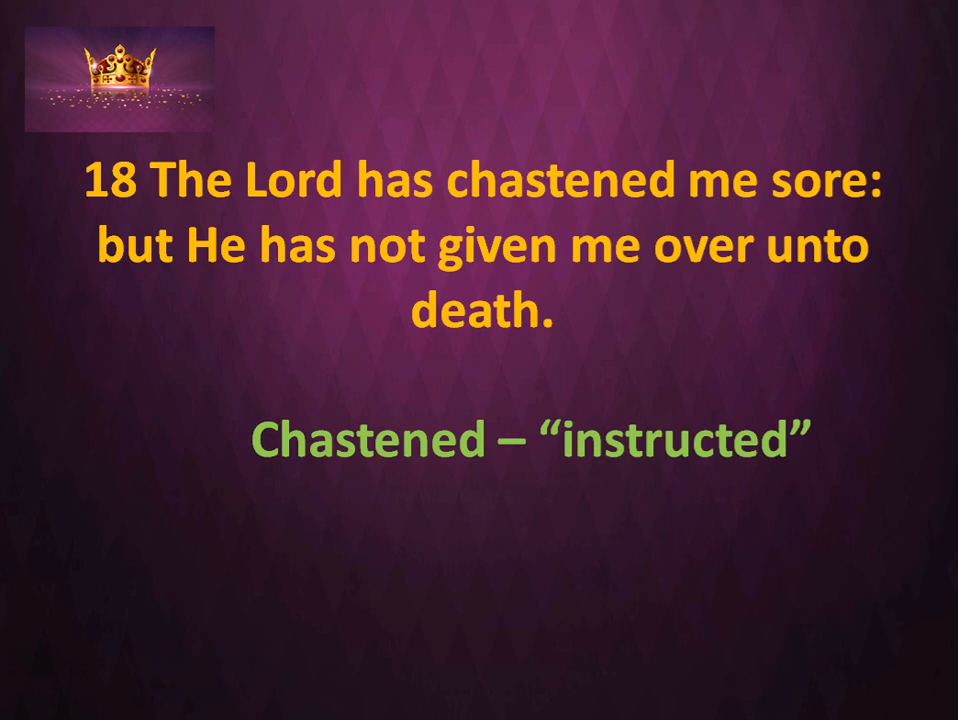 18 The Lord has chastened me sore:
but He has not given me over unto
death.
Chastened – “instructed”